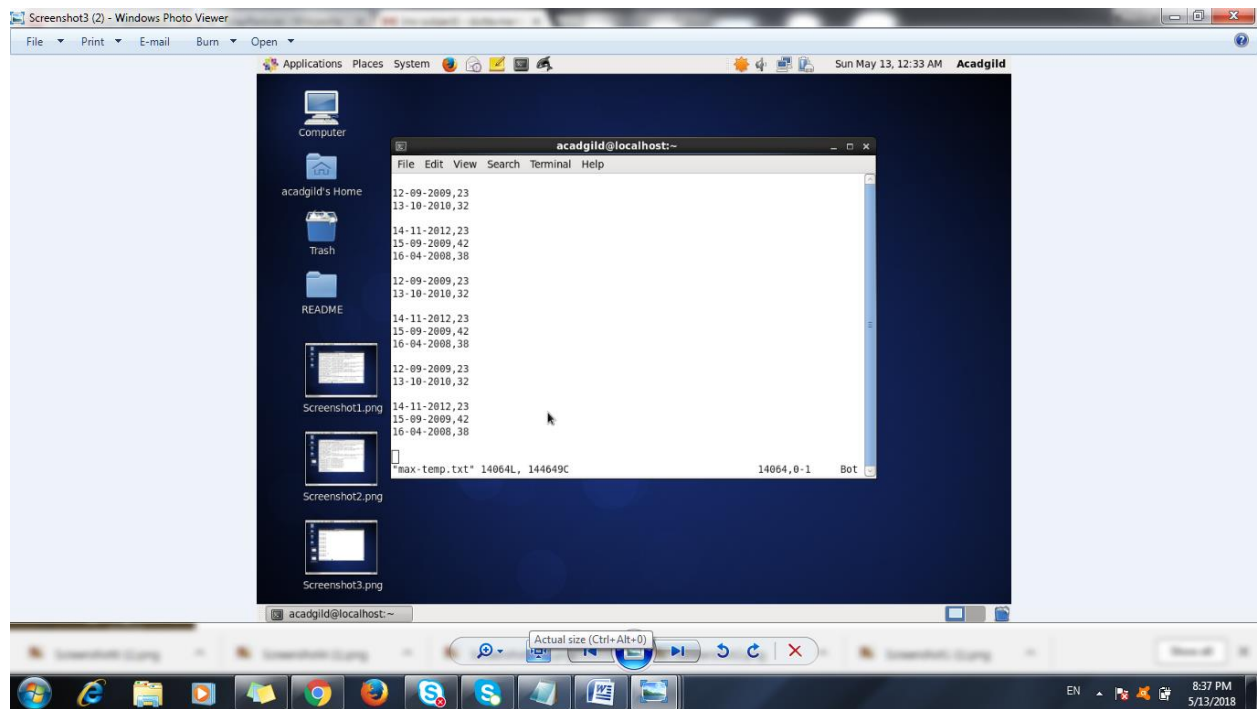 Screenshot3 (2) - Windows Photo Viewer
File Print E-mail Burn Open
Applications Places System Sun May 13, 12:33 AM Acadgild
Computer
acadgild's Home
Trash
README
Screenshot1.png
Screenshot2.png
Screenshot3.png
acadgild@localhost:~
File Edit View Search Terminal Help
12-09-2009,23
13-10-2010,32
14-11-2012,23
15-09-2009,42
16-04-2008,38
12-09-2009,23
13-10-2010,32
14-11-2012,23
15-09-2009,42
16-04-2008,38
12-09-2009,23
13-10-2010,32
14-11-2012,23
15-09-2009,42
16-04-2008,38
"max-temp.txt" 14064L, 144649C 14064,0-1 Bot
acadgild@localhost:~
Actual size (Ctrl+Alt+0)
EN
8:37 PM
5/13/2018